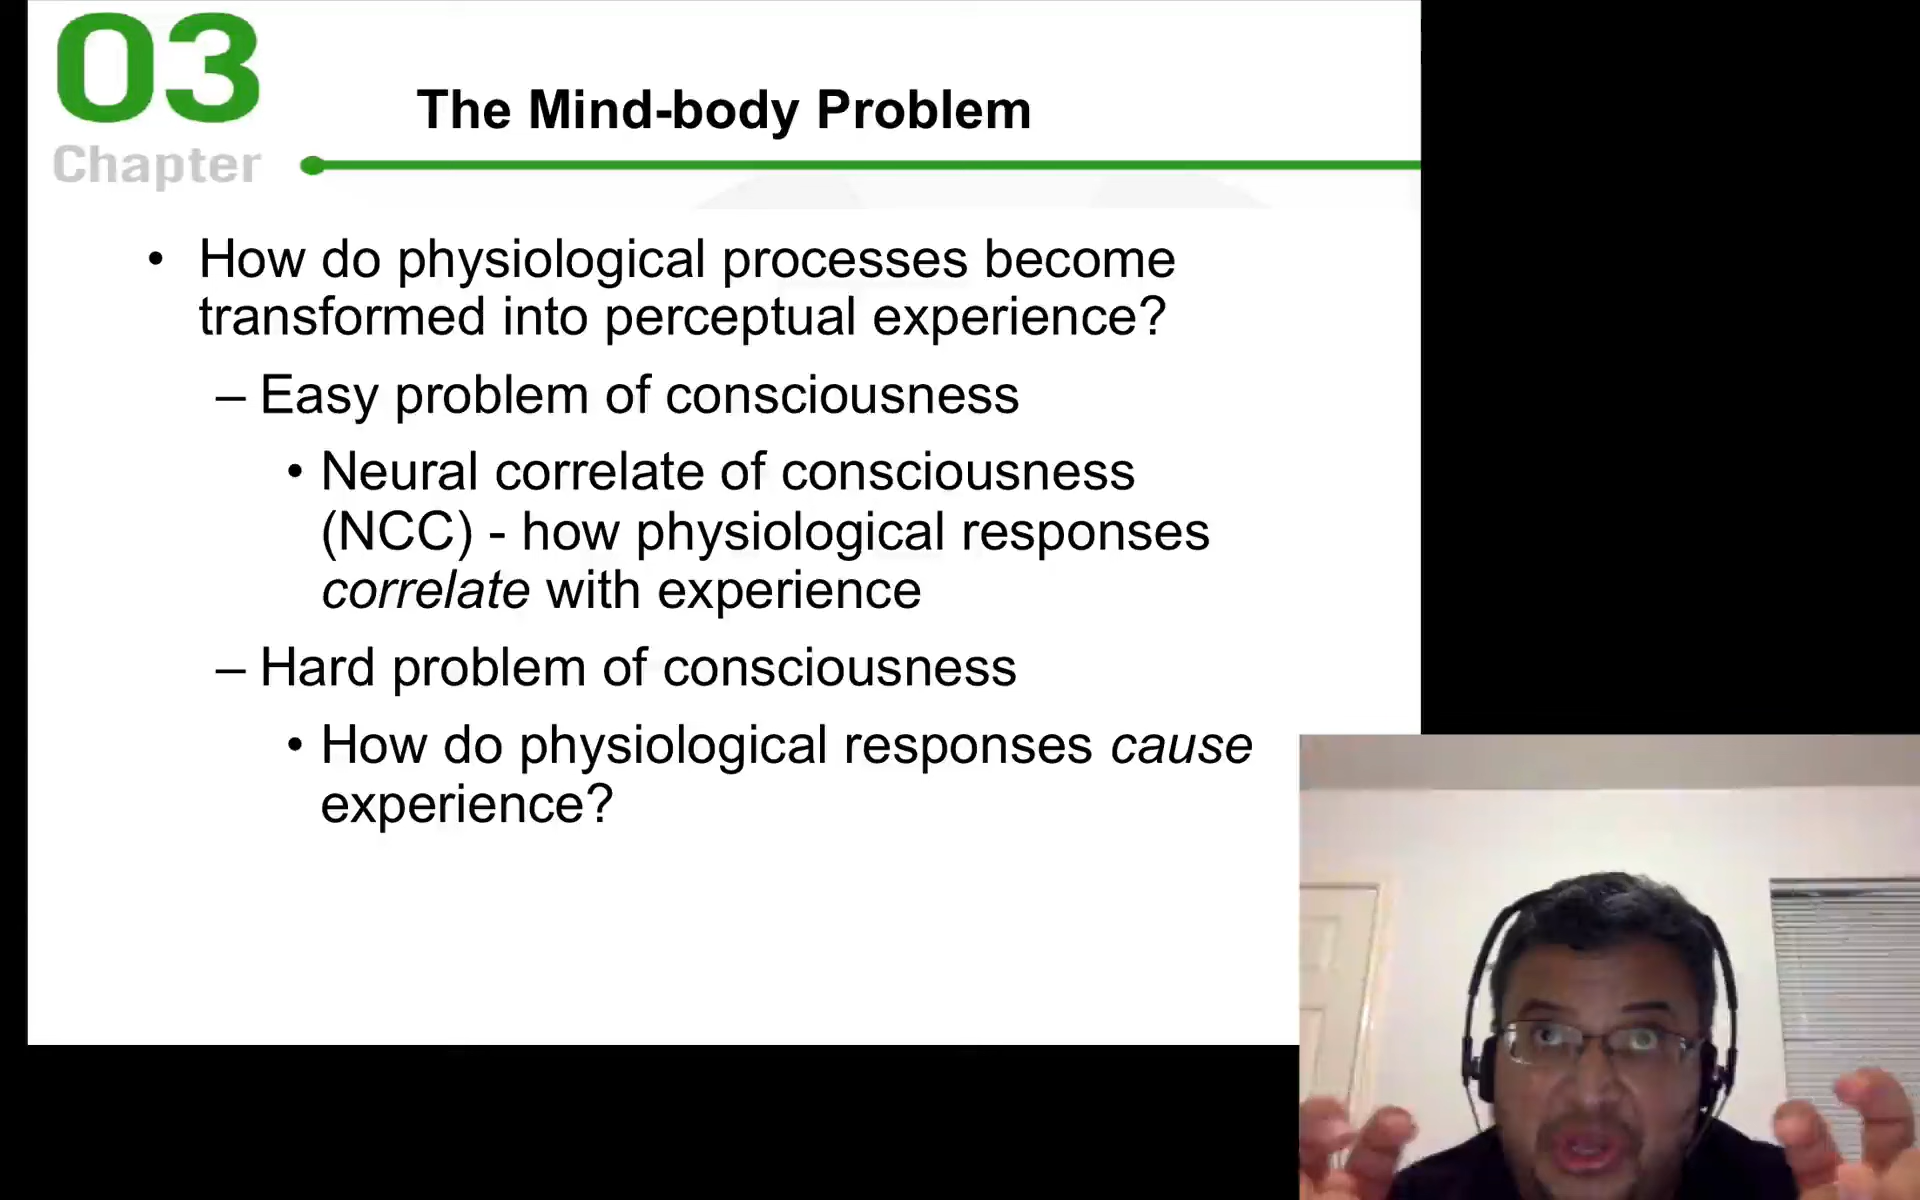 03
Chapter
The Mind-body Problem
• How do physiological processes become
transformed into perceptual experience?
– Easy problem of consciousness
• Neural correlate of consciousness
(NCC) - how physiological responses
correlate with experience
– Hard problem of consciousness
• How do physiological responses cause
experience?